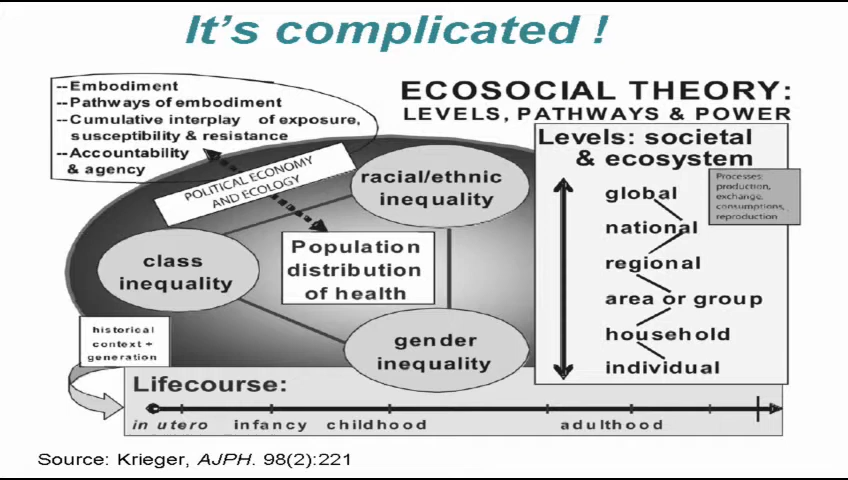 It's complicated !
--Embodiment
--Pathways of embodiment
--Cumulative interplay of exposure,
susceptibility & resistance
--Accountability
& agency
ECOSOCIAL THEORY:
LEVELS, PATHWAYS & POWER
POLITICAL ECONOMY
AND ECOLOGY
racial/ethnic
inequality
class
inequality
Population
distribution
of health
gender
inequality
historical
context +
generation
Levels: societal
& ecosystem
Processes:
production,
exchange,
consumptions,
reproduction
global
national
regional
area or group
household
individual
Lifecourse:
in utero infancy childhood adulthood
Source: Krieger, AJPH. 98(2):221